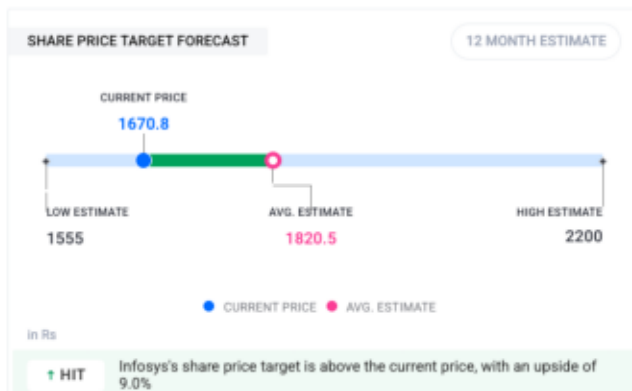 SHARE PRICE TARGET FORECAST
12 MONTH ESTIMATE
CURRENT PRICE
1670.8
LOW ESTIMATE
AVG. ESTIMATE
HIGH ESTIMATE
1555
1820.5
2200
CURRENT PRICE
AVG. ESTIMATE
in Rs
↑ HIT
Infosys's share price target is above the current price, with an upside of
9.0%